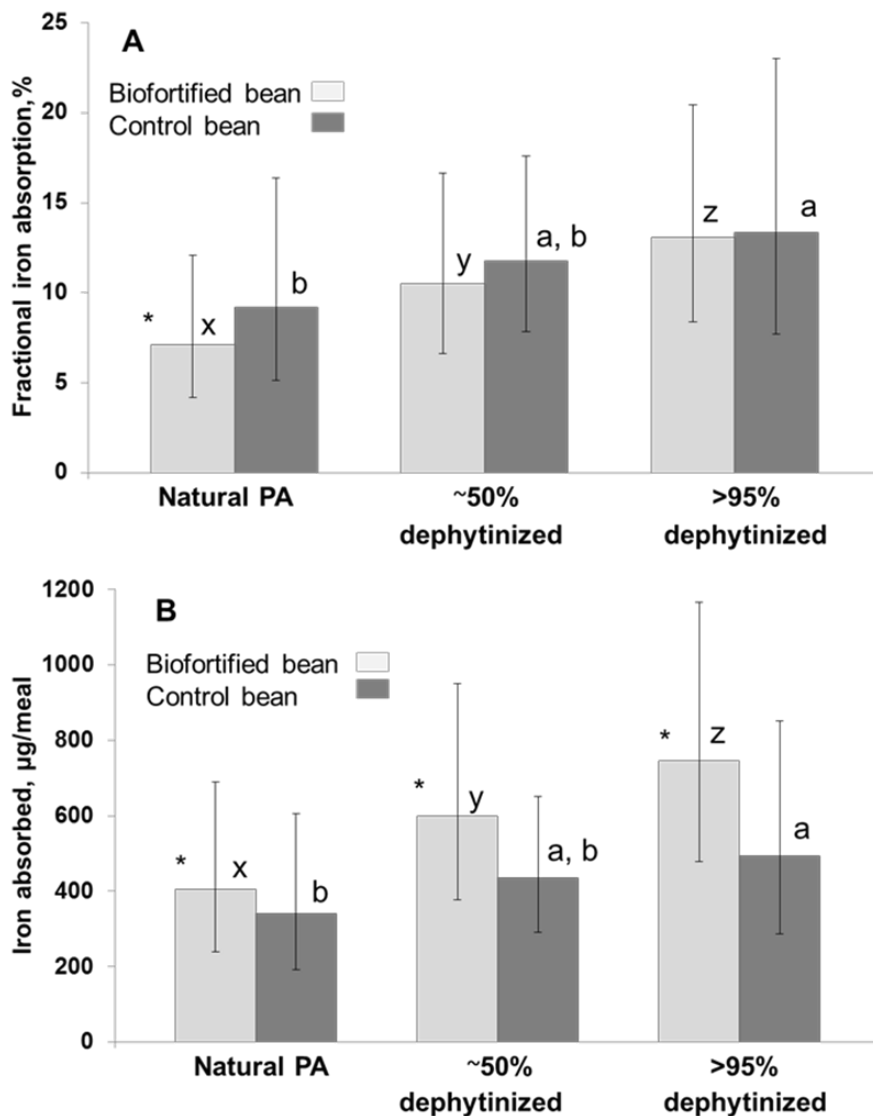 A
Fractional iron absorption,%
25
20
15
10
5
0
Biofortified bean
Control bean
*
x
b
y
a, b
z
a
Natural PA
~50%
dephytinized
>95%
dephytinized
B
Iron absorbed, µg/meal
1200
1000
800
600
400
200
0
Biofortified bean
Control bean
*
x
b
*
y
a, b
*
z
a
Natural PA
~50%
dephytinized
>95%
dephytinized